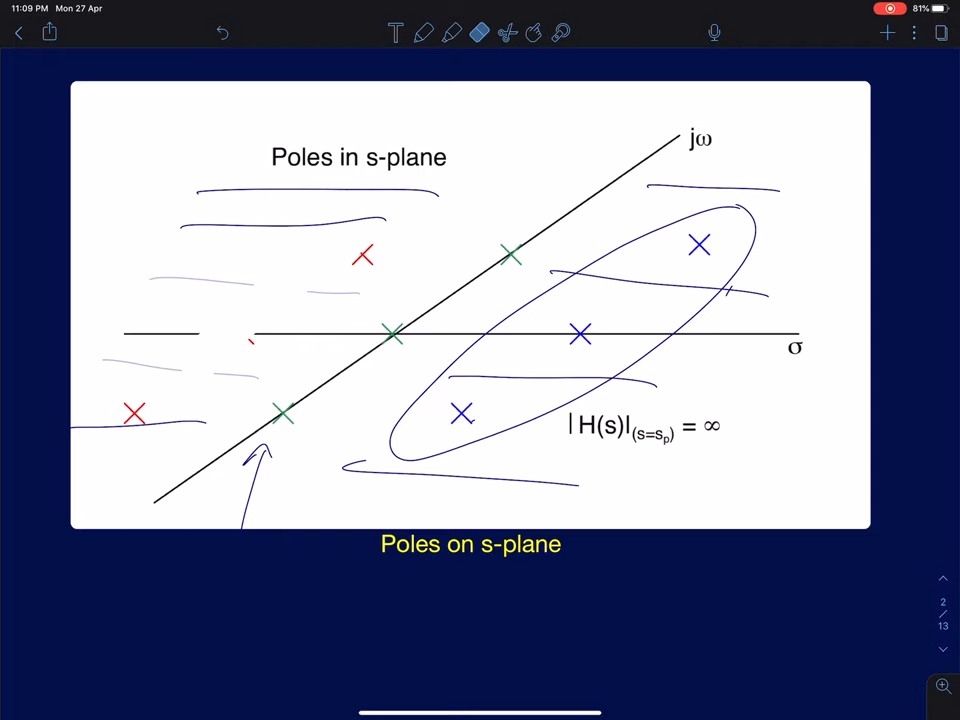 11:09 PM Mon 27 Apr
81%
T
Poles in s-plane
jω
σ
|H(s)|(s=sp) = ∞
Poles on s-plane
2
/
13